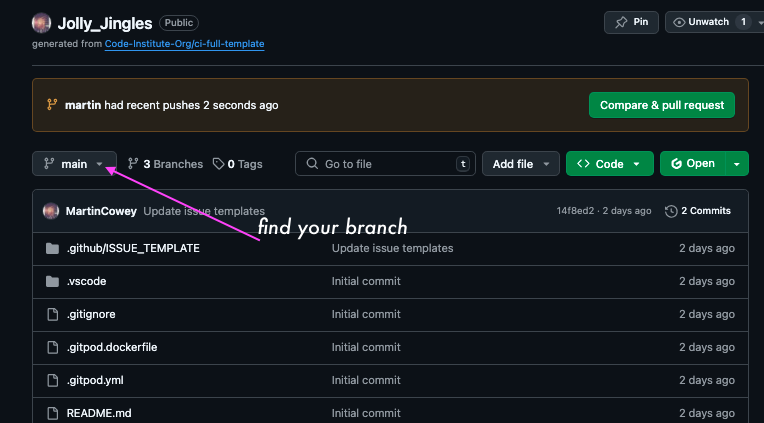 Jolly_Jingles Public Pin Unwatch 1
generated from Code-Institute-Org/ci-full-template
martin had recent pushes 2 seconds ago Compare & pull request
main 3 Branches 0 Tags Go to file t Add file <> Code Open
MartinCowey Update issue templates 14f8ed2 · 2 days ago 2 Commits
find your branch
.github/ISSUE_TEMPLATE Update issue templates 2 days ago
.vscode Initial commit 2 days ago
.gitignore Initial commit 2 days ago
.gitpod.dockerfile Initial commit 2 days ago
.gitpod.yml Initial commit 2 days ago
README.md Initial commit 2 days ago